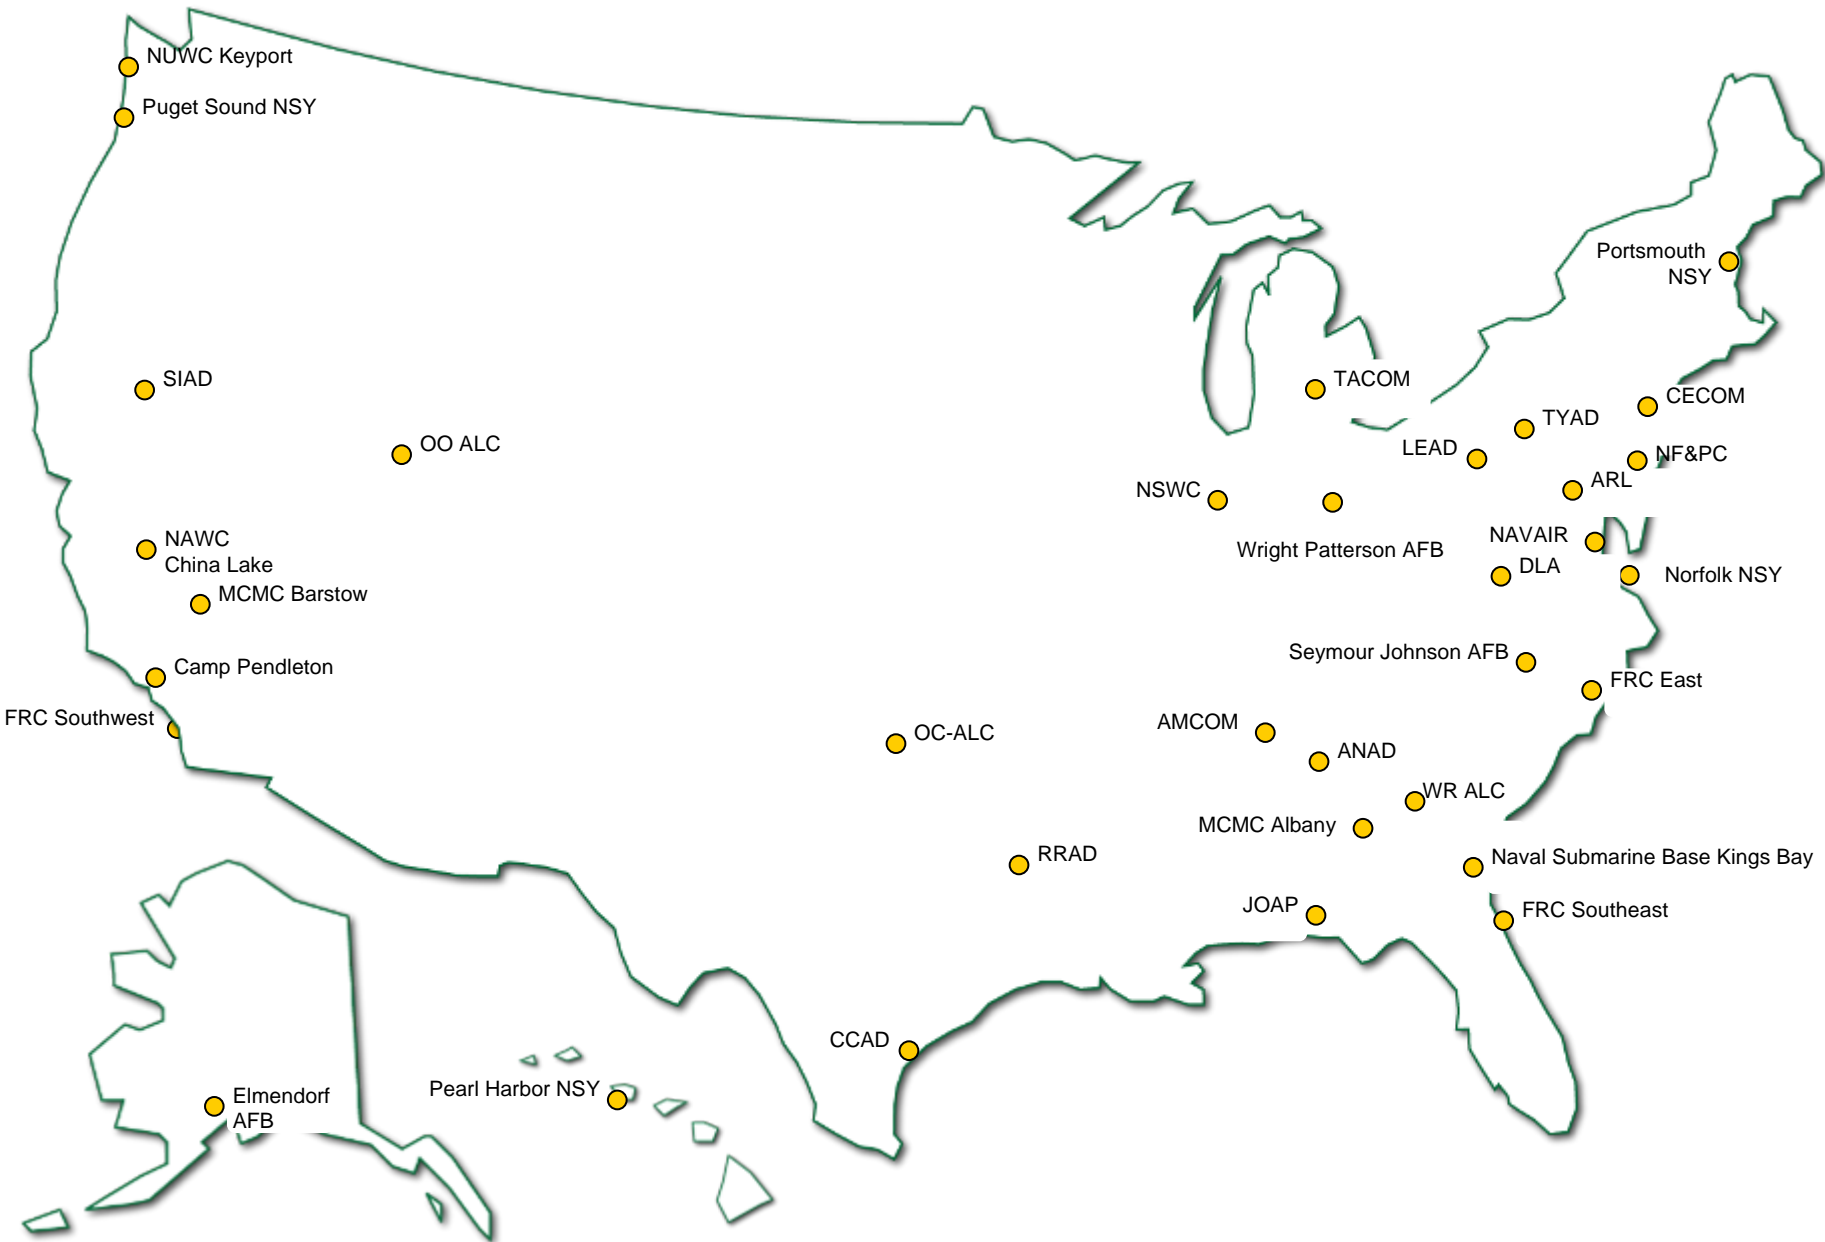 NUWC Keyport
Puget Sound NSY
Portsmouth
NSY
SIAD
TACOM
CECOM
TYAD
OO ALC
LEAD
NF&PC
ARL
NSWC
NAVAIR
NAWC
China Lake
Wright Patterson AFB
DLA
Norfolk NSY
MCMC Barstow
Seymour Johnson AFB
Camp Pendleton
FRC East
FRC Southwest
AMCOM
OC-ALC
ANAD
WR ALC
MCMC Albany
RRAD
Naval Submarine Base Kings Bay
JOAP
FRC Southeast
CCAD
Pearl Harbor NSY
Elmendorf
AFB